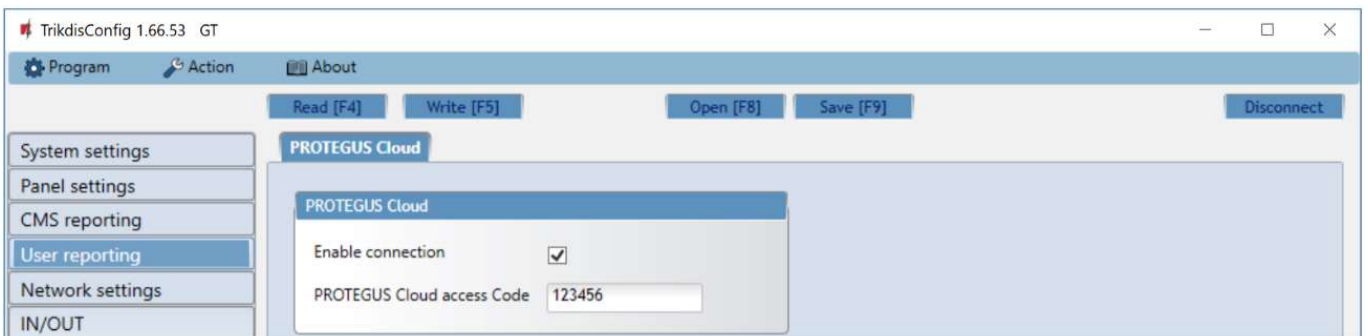 TrikdisConfig 1.66.53 GT
Program Action About
Read [F4] Write [F5] Open [F8] Save [F9] Disconnect
System settings
Panel settings
CMS reporting
User reporting
Network settings
IN/OUT
PROTEGUS Cloud
PROTEGUS Cloud
Enable connection
PROTEGUS Cloud access Code 123456